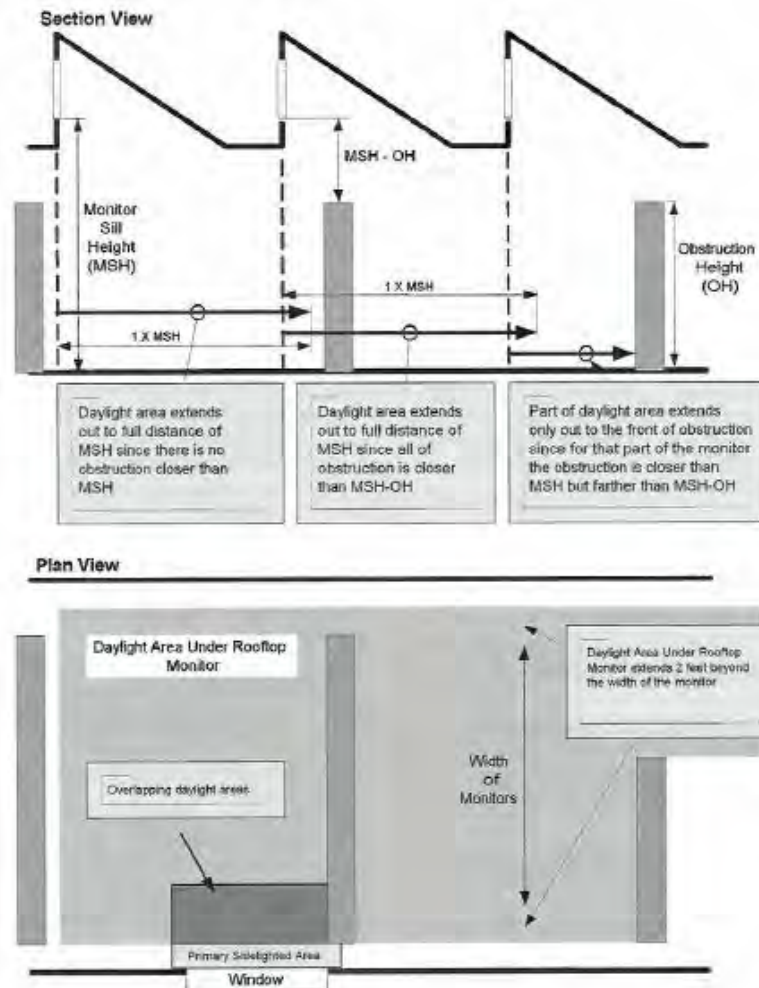 Section View
MSH - OH
Monitor
Sill
Height
(MSH)
Obstruction
Height
(OH)
1 X MSH
1 X MSH
Daylight area extends
out to full distance of
MSH since there is no
obstruction closer than
MSH
Daylight area extends
out to full distance of
MSH since all of
obstruction is closer
than MSH-OH
Part of daylight area extends
only out to the front of obstruction
since for that part of the monitor
the obstruction is closer than
MSH but farther than MSH-OH
Plan View
Daylight Area Under Rooftop
Monitor
Daylight Area Under Rooftop
Monitor extends 2 feet beyond
the width of the monitor
Width
of
Monitors
Overlapping daylight areas
Primary Sidelighted Area
Window